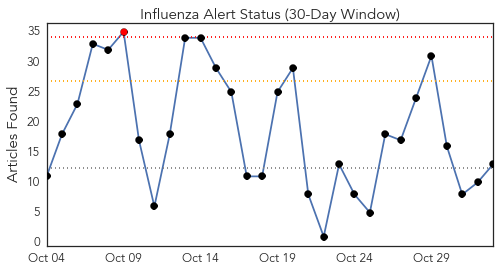 Influenza Alert Status (30-Day Window)
Articles Found
35
30
25
20
15
10
5
0
Oct 04 Oct 09 Oct 14 Oct 19 Oct 24 Oct 29